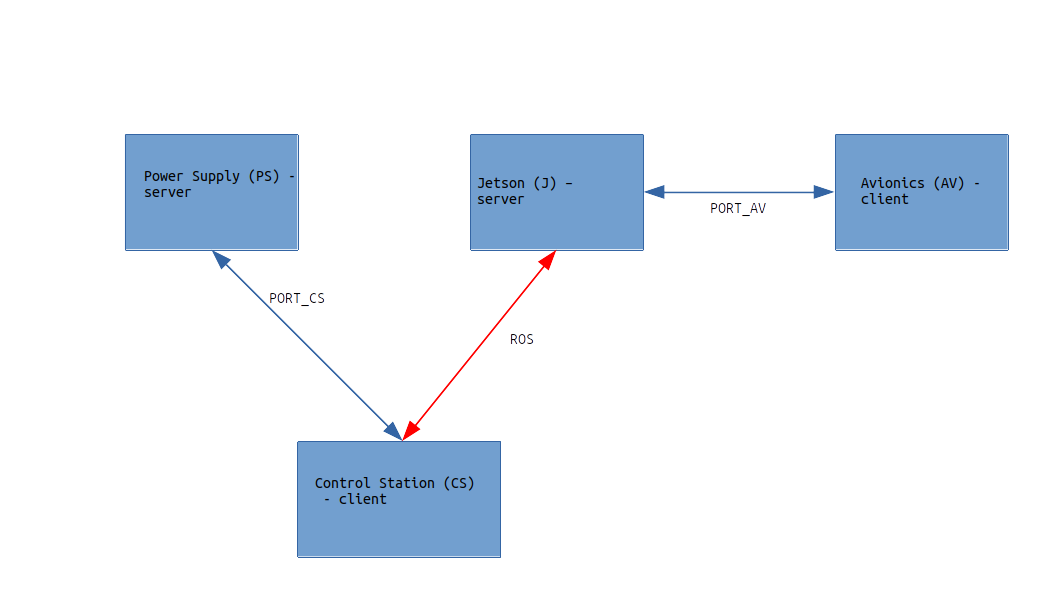 Power Supply (PS) -
server
Jetson (J) –
server
Avionics (AV) -
client
PORT_AV
PORT_CS
ROS
Control Station (CS)
- client